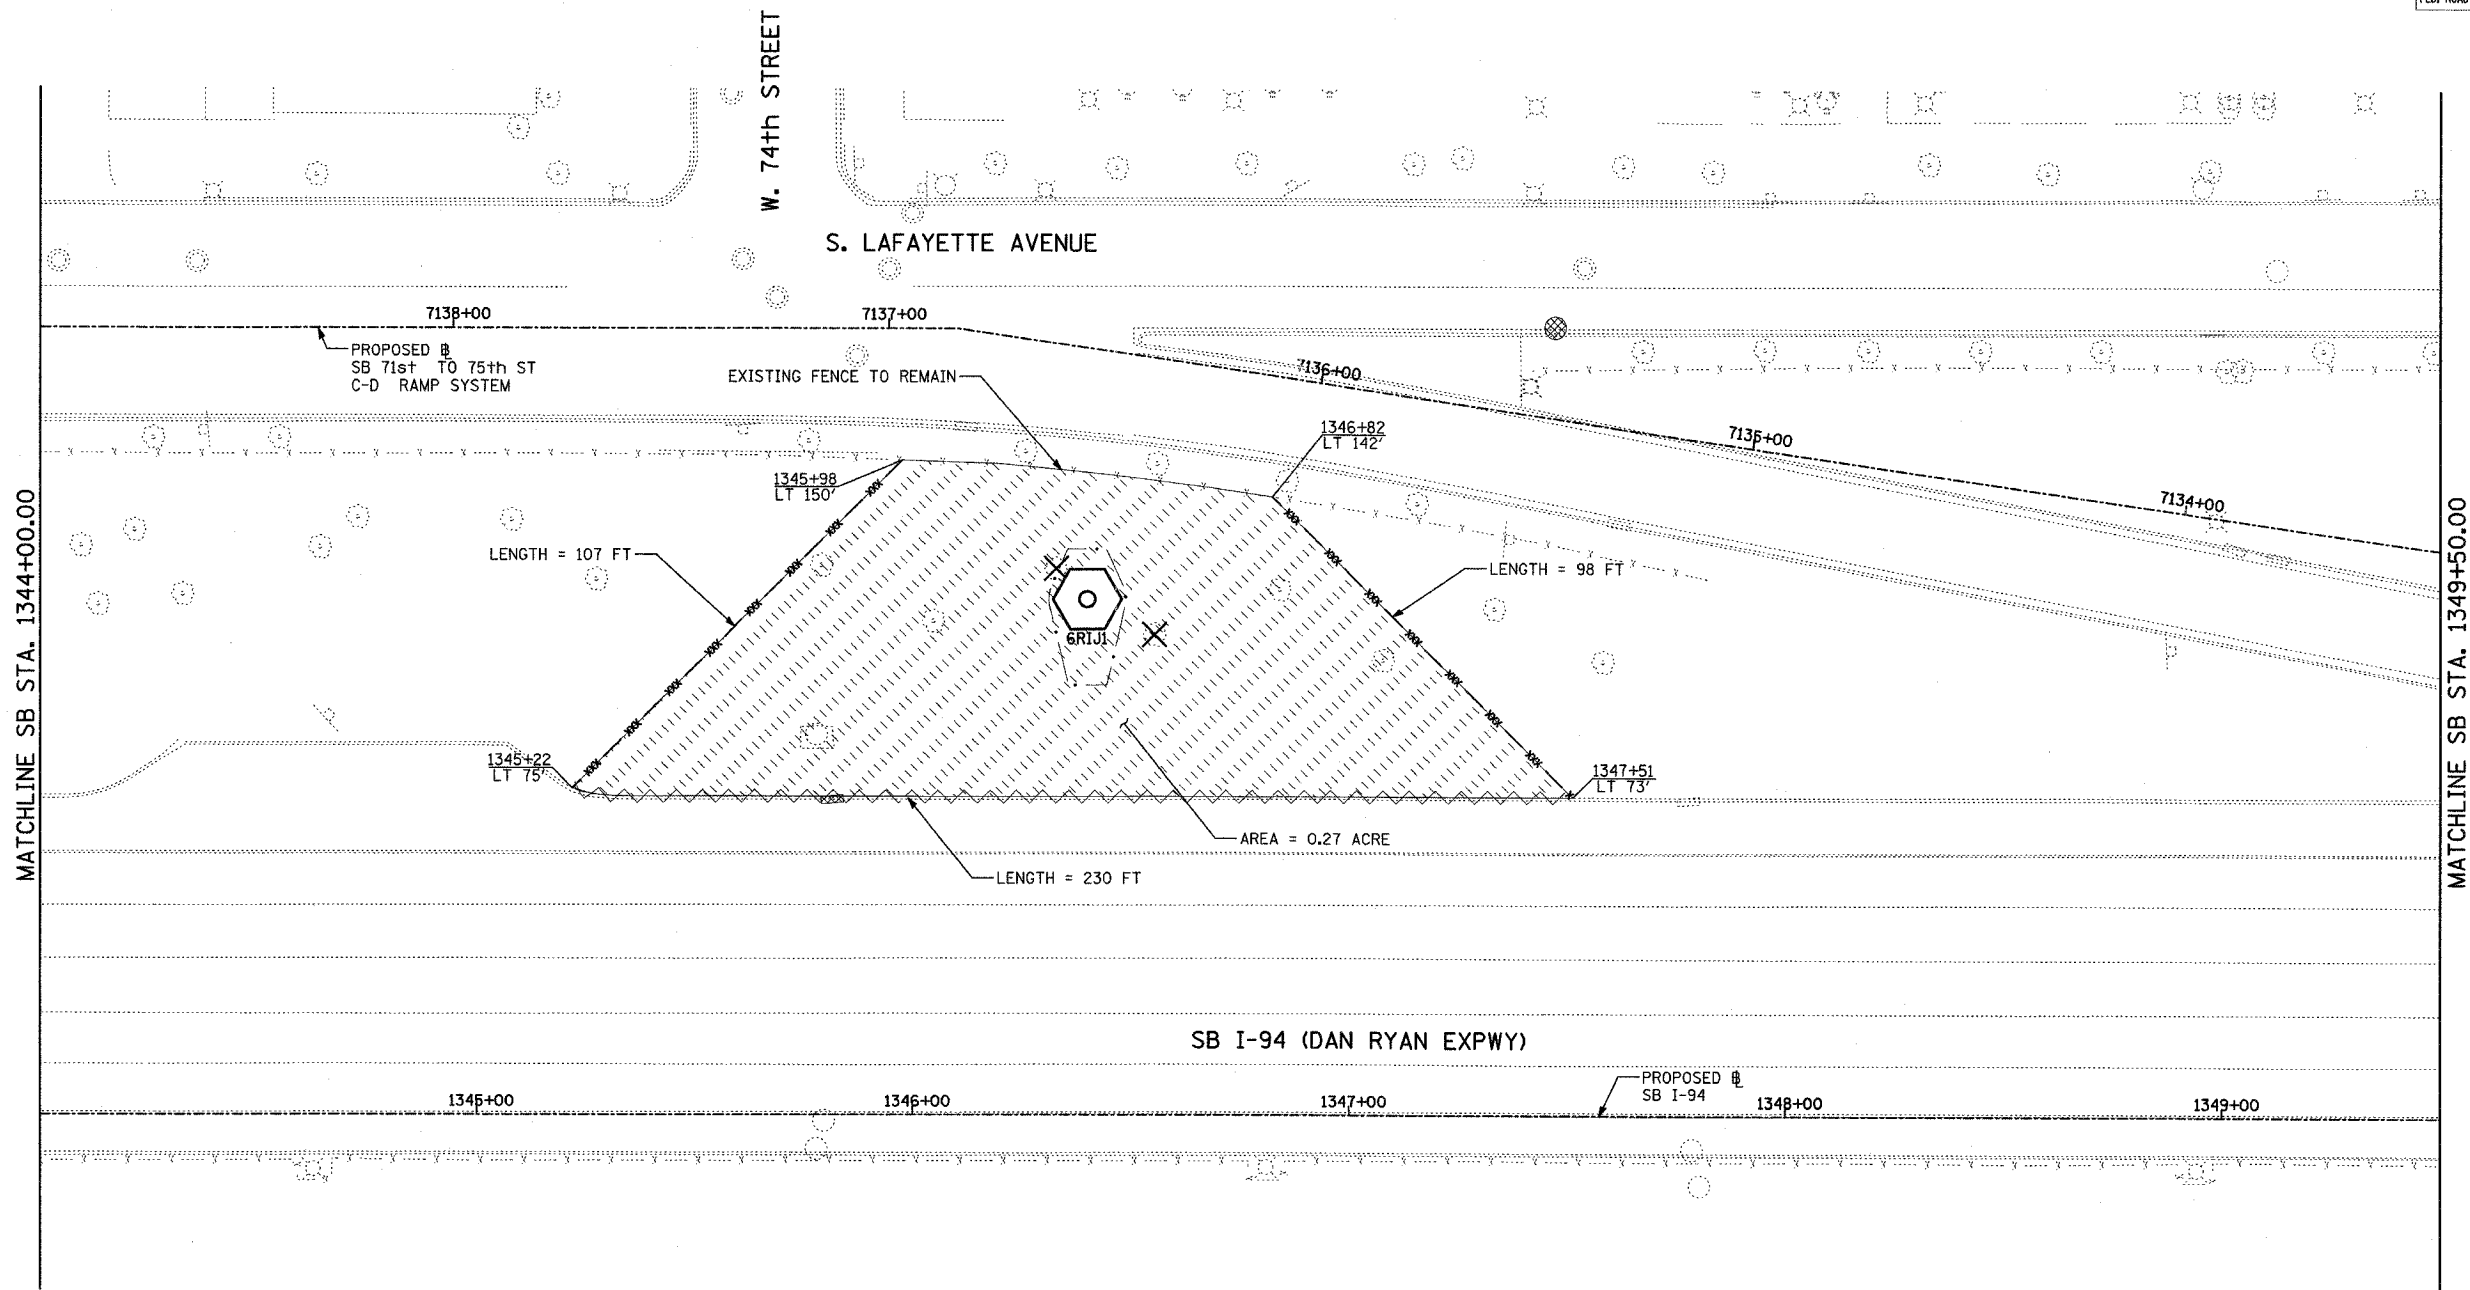 W. 74th STREET
S. LAFAYETTE AVENUE
7138+00
7137+00
PROPOSED ℄
SB 71st TO 75th ST
C-D RAMP SYSTEM
EXISTING FENCE TO REMAIN
7136+00
1346+82
LT 142'
7135+00
1345+98
LT 150'
7134+00
MATCHLINE SB STA. 1344+00.00
MATCHLINE SB STA. 1349+50.00
LENGTH = 107 FT
LENGTH = 98 FT
6RIJ1
1345+22
LT 75'
1347+51
LT 73'
AREA = 0.27 ACRE
LENGTH = 230 FT
SB I-94 (DAN RYAN EXPWY)
PROPOSED ℄
SB I-94
1345+00
1346+00
1347+00
1348+00
1349+00